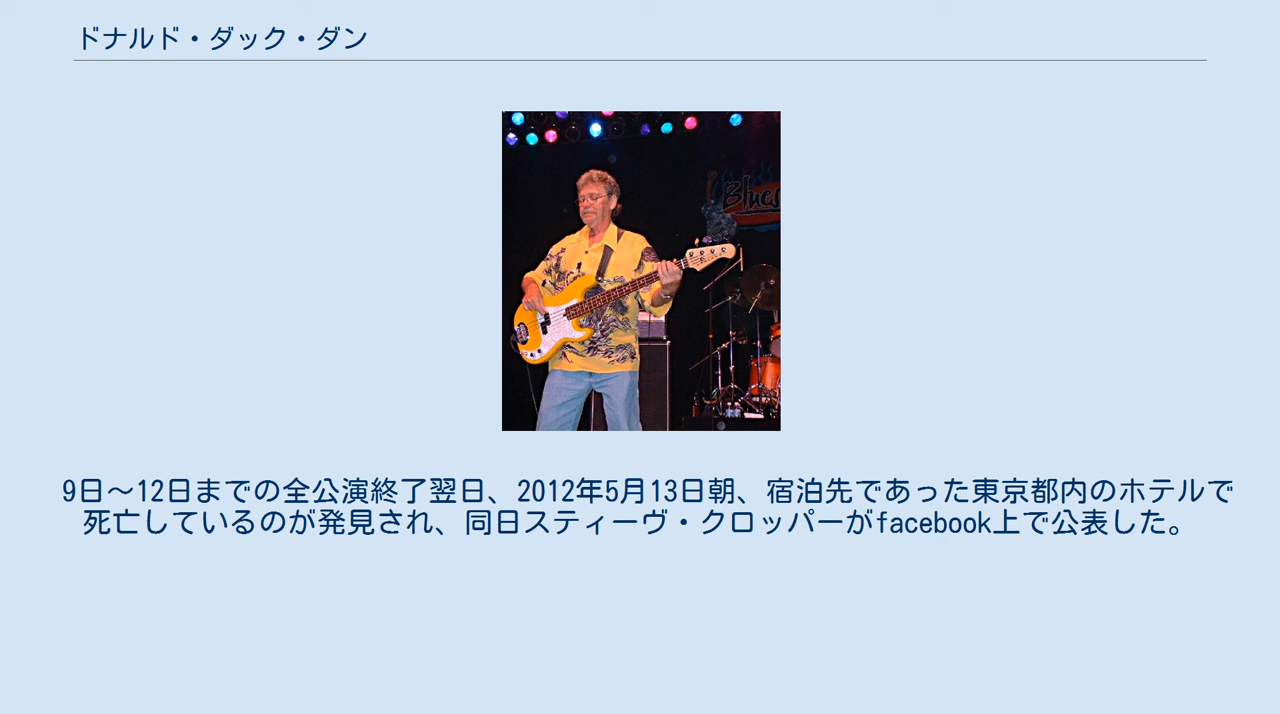 ドナルド・ダック・ダン
Blues
9日～12日までの全公演終了翌日、2012年5月13日朝、宿泊先であった東京都内のホテルで
死亡しているのが発見され、同日スティーヴ・クロッパーがfacebook上で公表した。